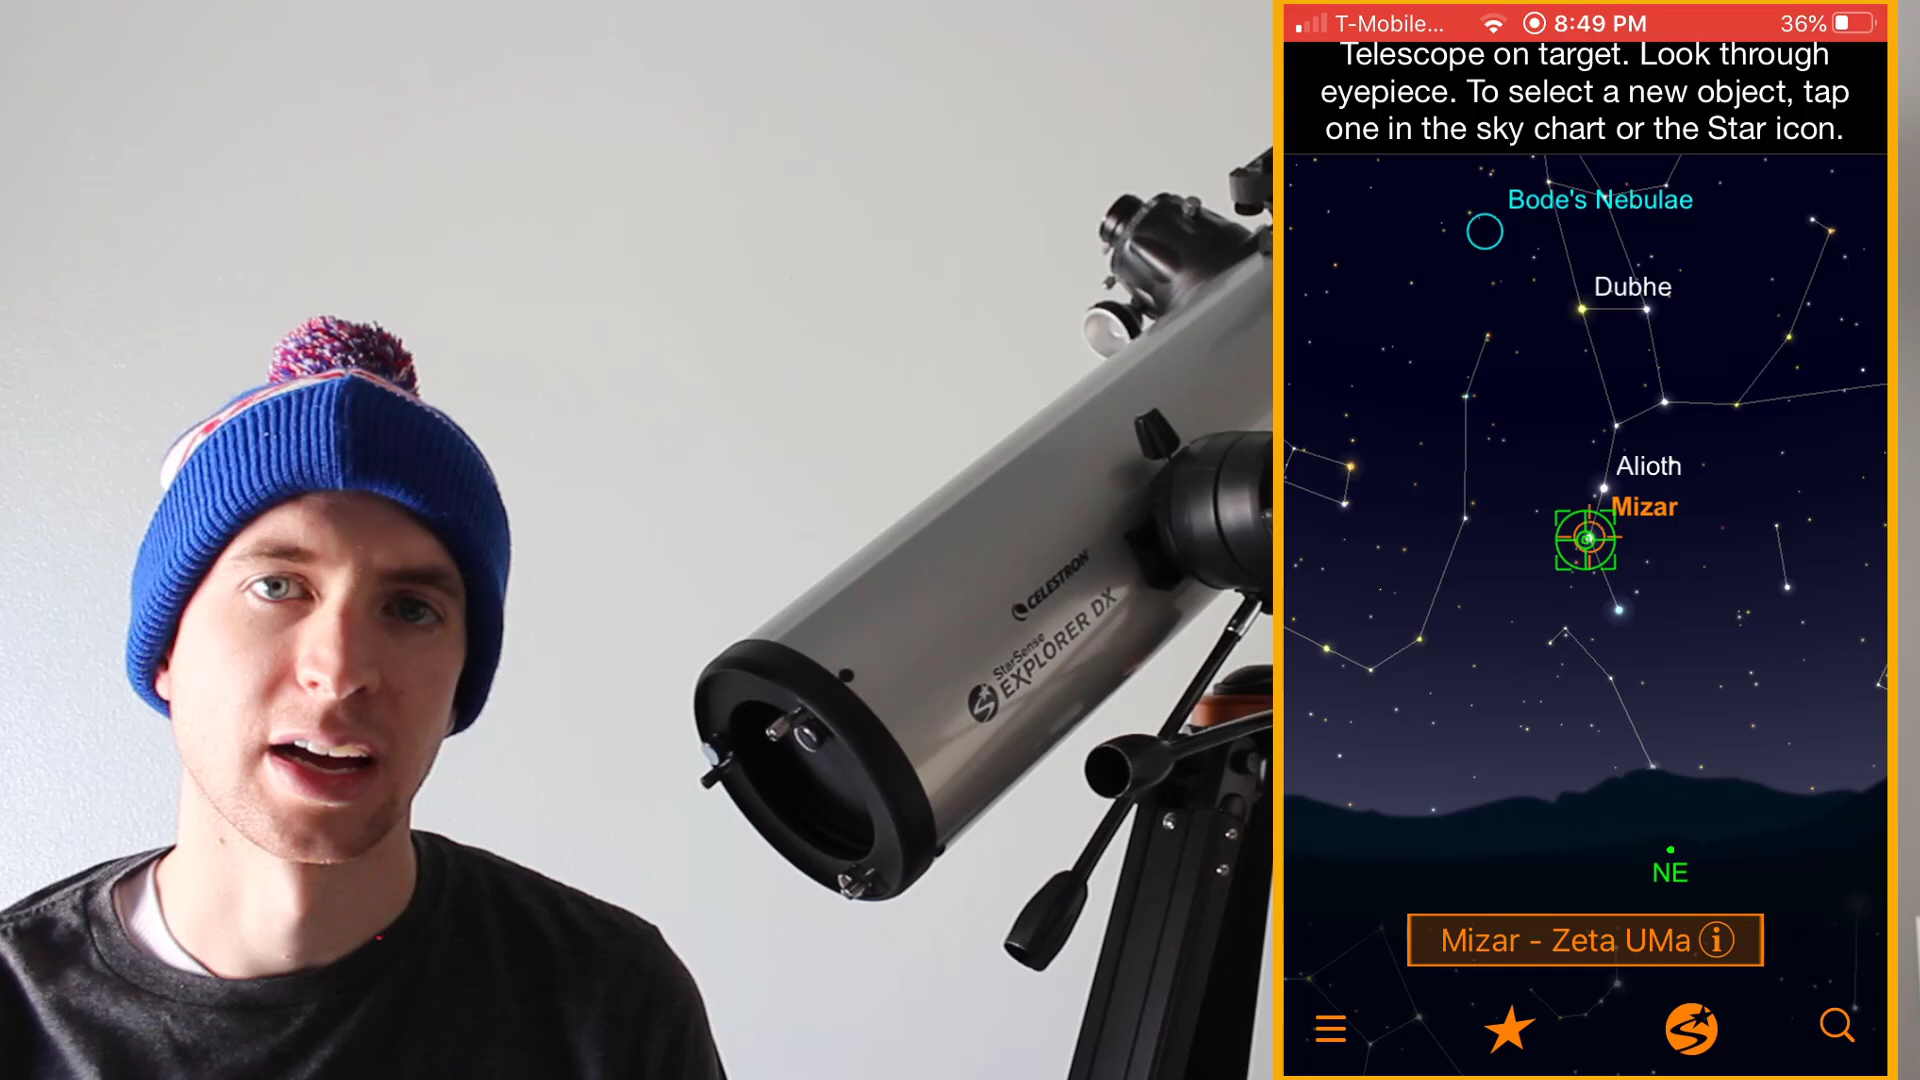 T-Mobile... 8:49 PM 36%
Telescope on target. Look through
eyepiece. To select a new object, tap
one in the sky chart or the Star icon.
Bode's Nebulae
Dubhe
Alioth
Mizar
CELESTRON
StarSense
EXPLORER DX
NE
Mizar - Zeta UMa i